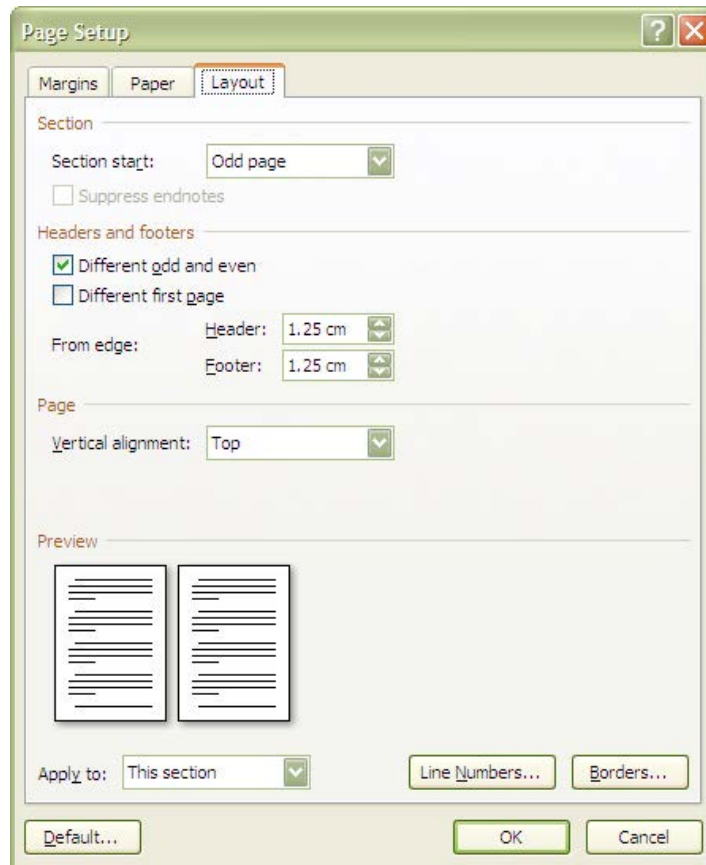 Page Setup
Margins Paper Layout
Section
Section start: Odd page
Suppress endnotes
Headers and footers
Different odd and even
Different first page
From edge: Header: 1.25 cm
Footer: 1.25 cm
Page
Vertical alignment: Top
Preview
Apply to: This section Line Numbers... Borders...
Default... OK Cancel